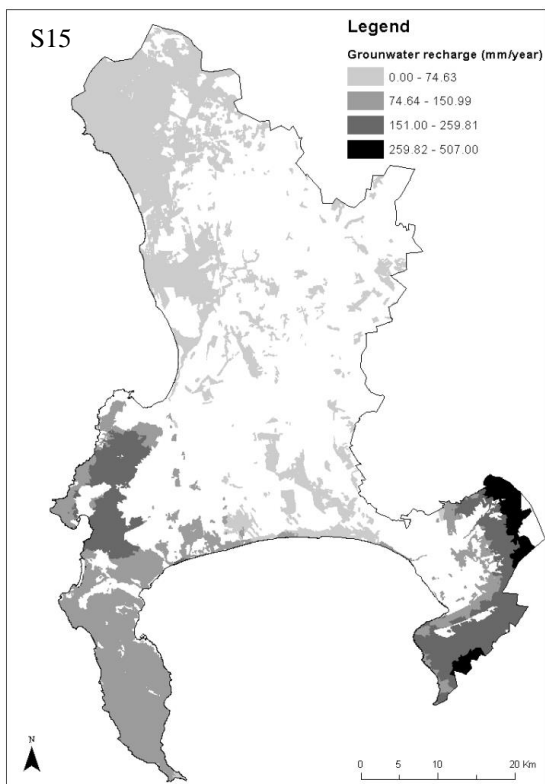 S15
Legend
Grounwater recharge (mm/year)
0.00 - 74.63
74.64 - 150.99
151.00 - 259.81
259.82 - 507.00
N
0 5 10 20 KM